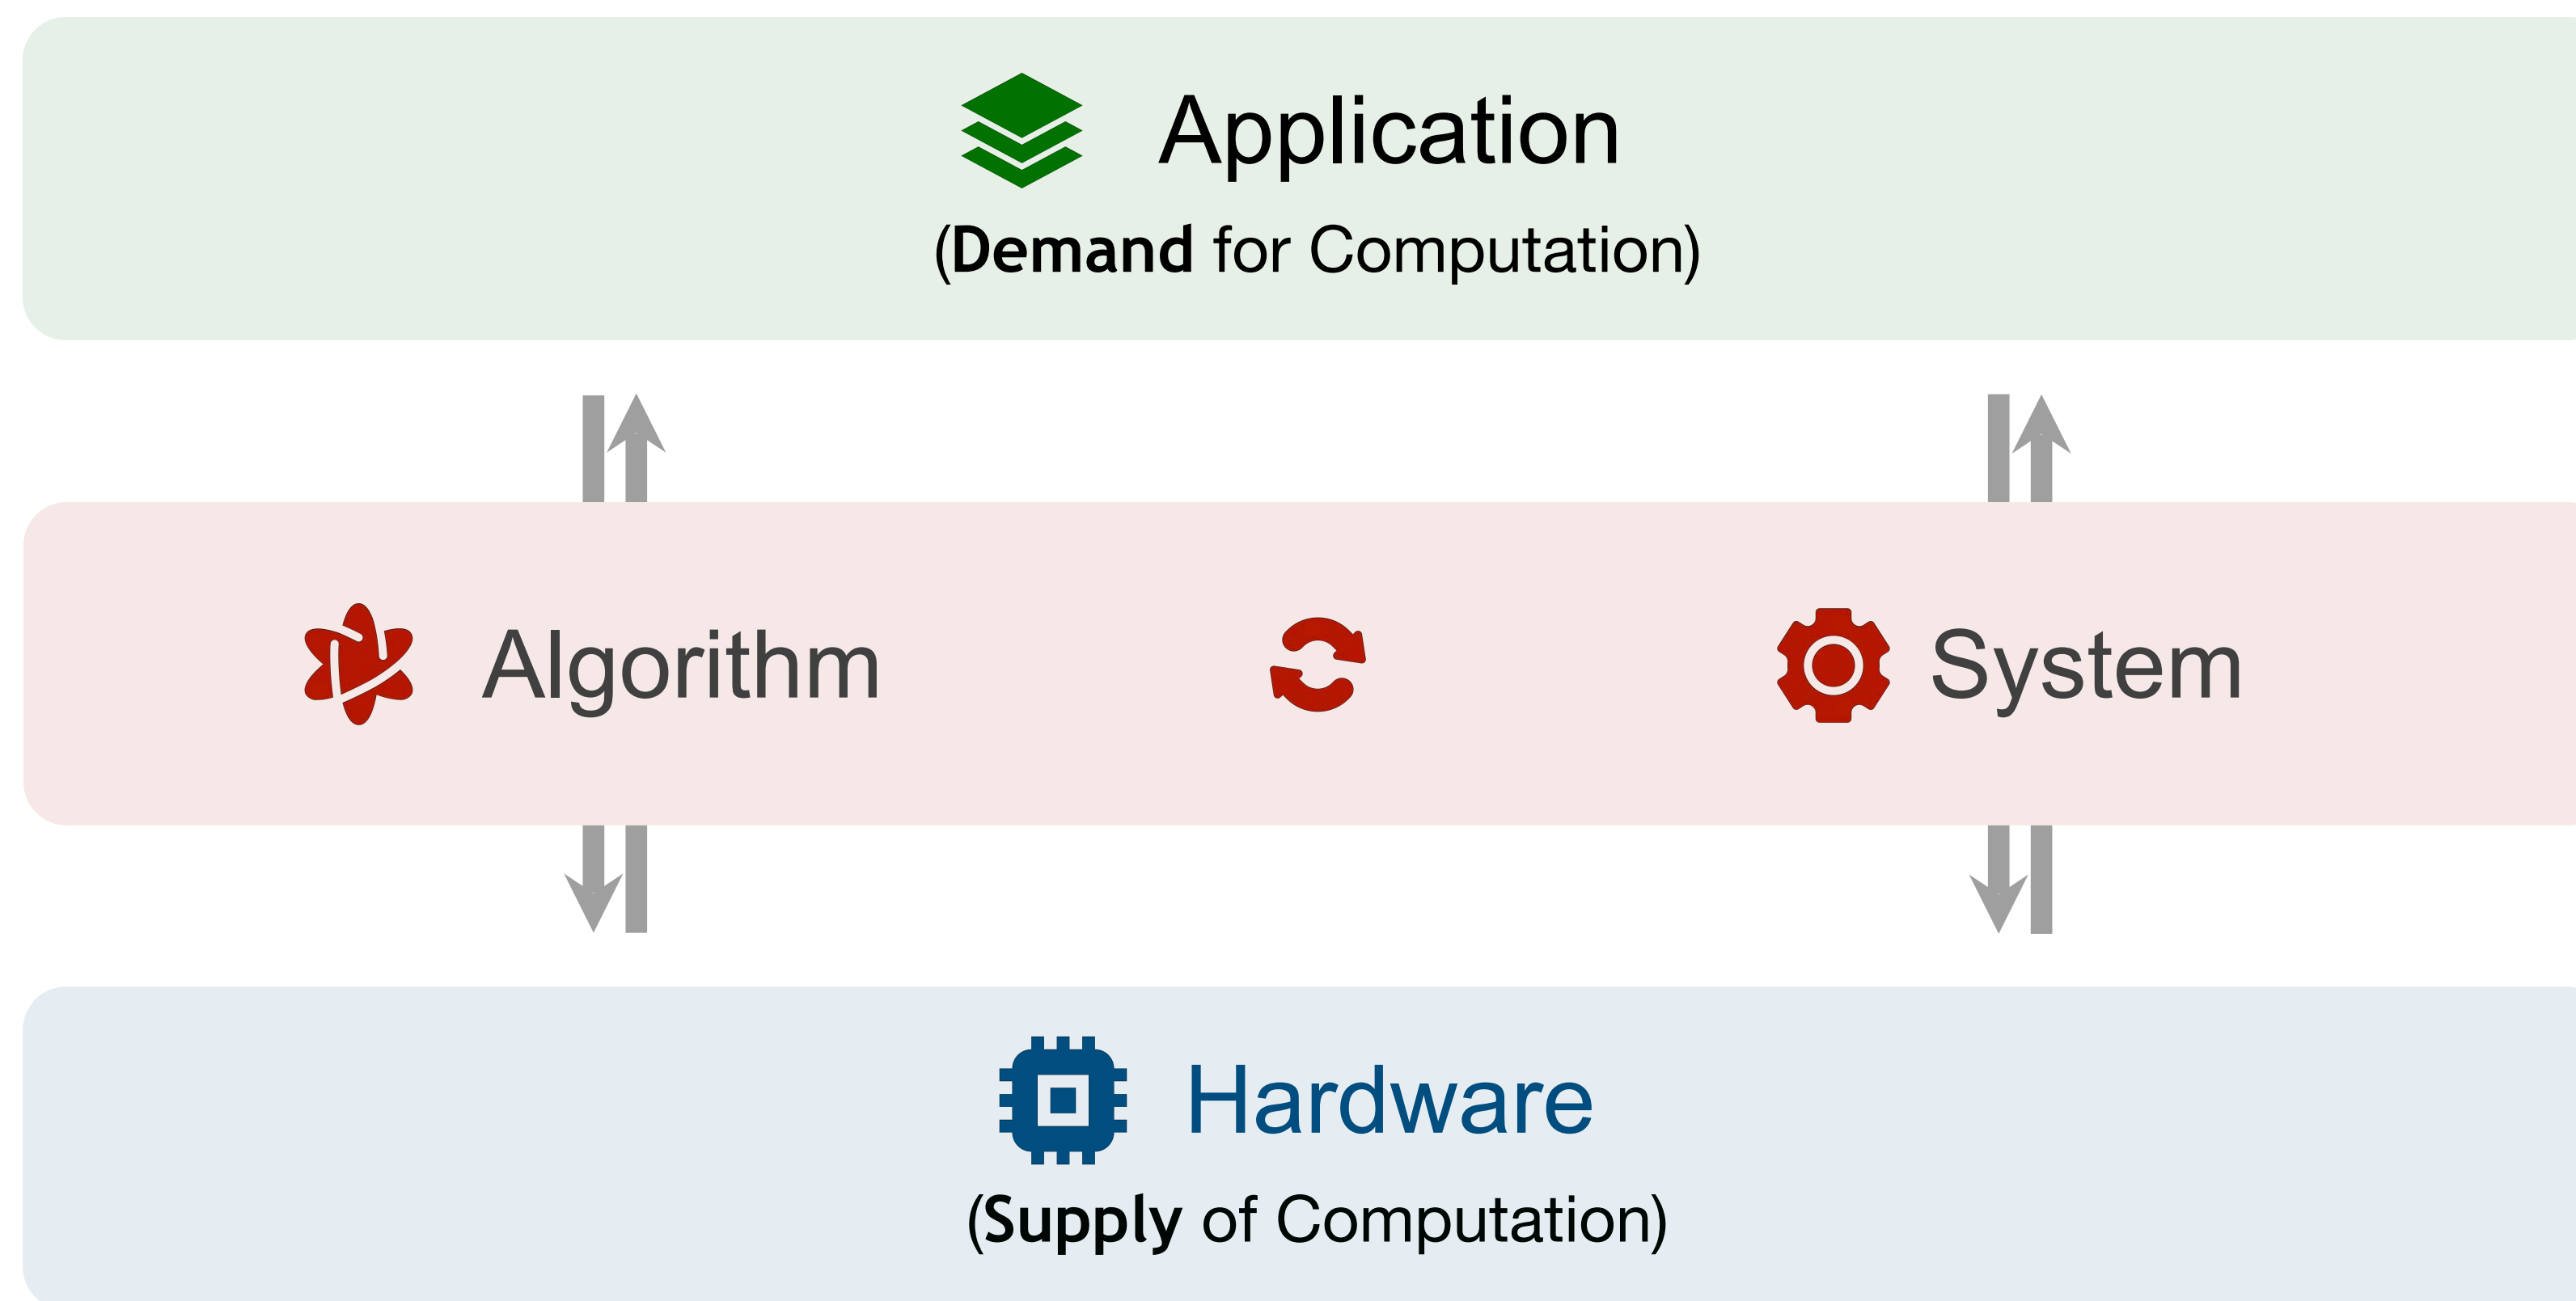 Application
(Demand for Computation)
Algorithm
System
Hardware
(Supply of Computation)